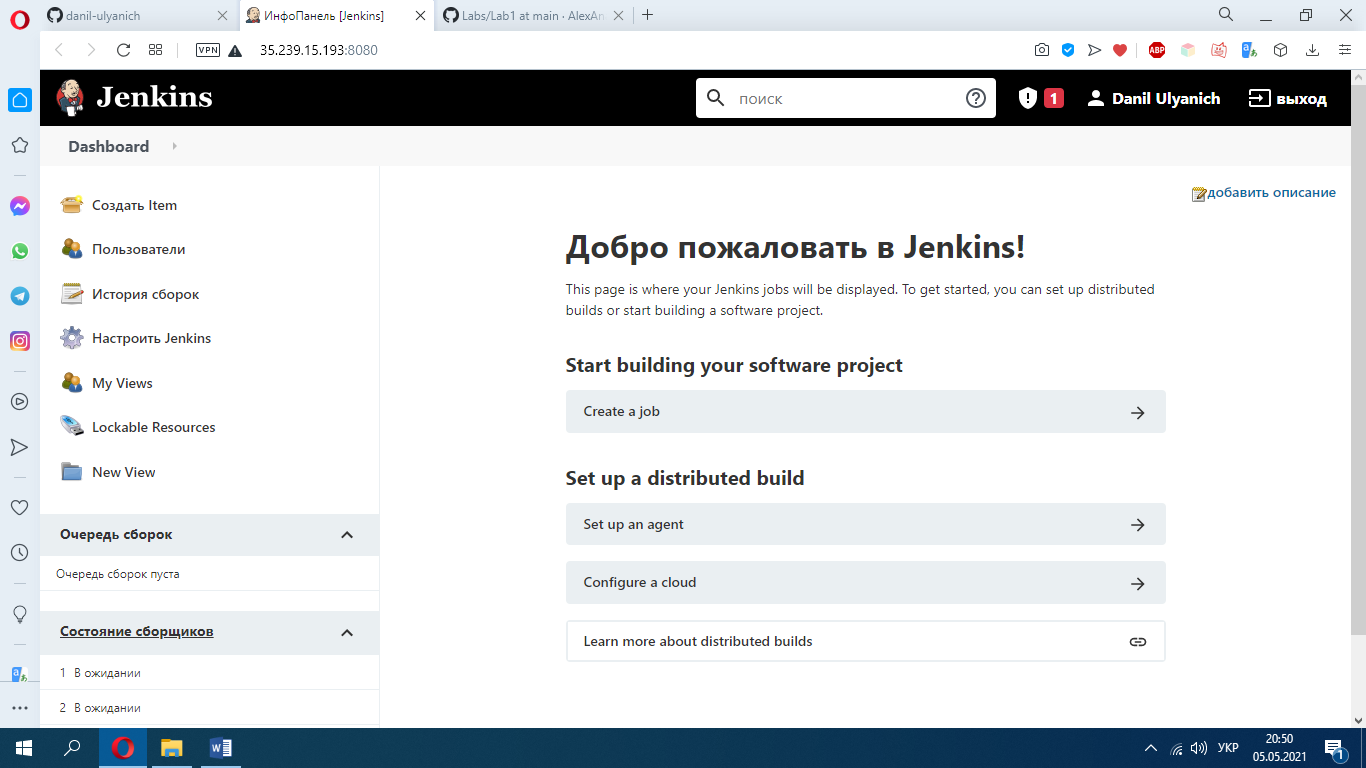 danil-ulyanich
ИнфоПанель [Jenkins]
Labs/Lab1 at main · AlexAn
VPN
35.239.15.193:8080
ABP
Jenkins
поиск
1
Danil Ulyanich
выход
Dashboard
Создать Item
Пользователи
История сборок
Настроить Jenkins
My Views
Lockable Resources
New View
Очередь сборок
Очередь сборок пуста
Состояние сборщиков
1 В ожидании
2 В ожидании
добавить описание
Добро пожаловать в Jenkins!
This page is where your Jenkins jobs will be displayed. To get started, you can set up distributed
builds or start building a software project.
Start building your software project
Create a job
Set up a distributed build
Set up an agent
Configure a cloud
Learn more about distributed builds
УКР
20:50
05.05.2021
1